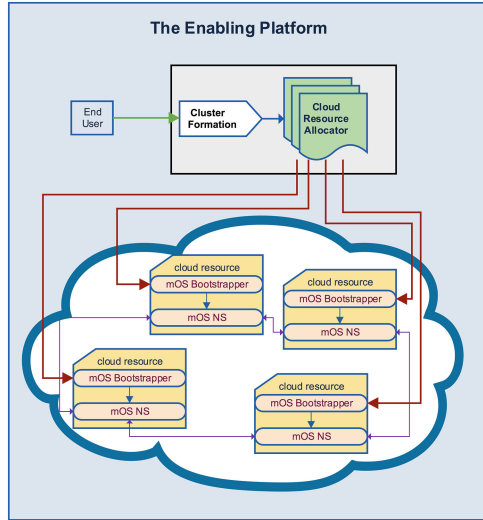 The Enabling Platform
End
User
Cluster
Formation
Cloud
Resource
Allocator
cloud resource
mOS Bootstrapper
mOS NS
cloud resource
mOS Bootstrapper
mOS NS
cloud resource
mOS Bootstrapper
mOS NS
cloud resource
mOS Bootstrapper
mOS NS